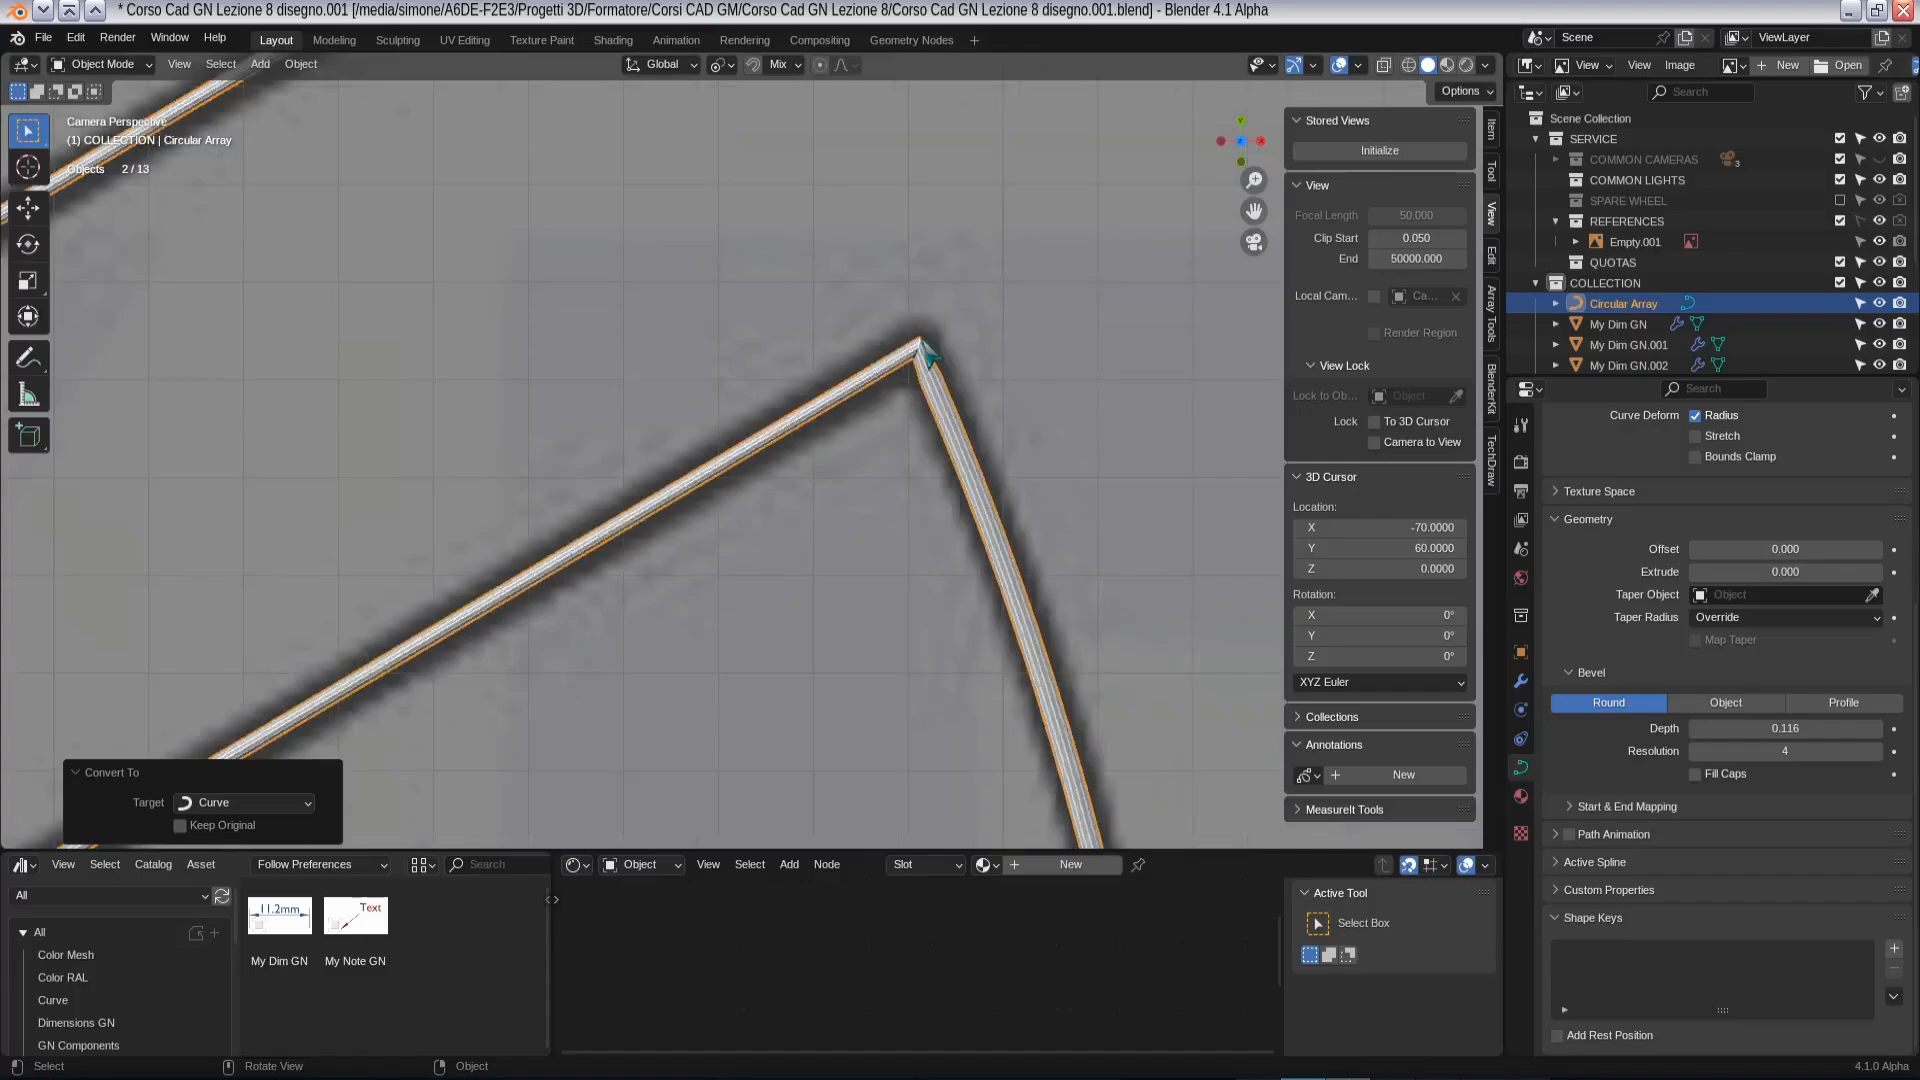 * Corso Cad GN Lezione 8 disegno.001 [/media/simone/A6DE-F2E3/Progetti 3D/Formatore/Corsi CAD GM/Corso Cad GN Lezione 8/Corso Cad GN Lezione 8 disegno.001.blend] - Blender 4.1 Alpha
File Edit Render Window Help Layout Modeling Sculpting UV Editing Texture Paint Shading Animation Rendering Compositing Geometry Nodes + Scene ViewLayer
Object Mode View Select Add Object Global Mix View View Image New Open
Options Search
Camera Perspective
(1) COLLECTION | Circular Array
Objects 2 / 13
Stored Views
Initialize
View
Focal Length 50.000
Clip Start 0.050
End 50000.000
Local Cam... Ca...
Render Region
View Lock
Lock to Ob... Object
Lock To 3D Cursor
Camera to View
3D Cursor
Location:
X -70.0000
Y 60.0000
Z 0.0000
Rotation:
X 0°
Y 0°
Z 0°
XYZ Euler
Collections
Annotations
New
MeasureIt Tools
Item
Tool
View
Edit
Array Tools
BlenderKit
TechDraw
Scene Collection
SERVICE
COMMON CAMERAS 3
COMMON LIGHTS
SPARE WHEEL
REFERENCES
Empty.001
QUOTAS
COLLECTION
Circular Array
My Dim GN
My Dim GN.001
My Dim GN.002
Search
Curve Deform Radius
Stretch
Bounds Clamp
Texture Space
Geometry
Offset 0.000
Extrude 0.000
Taper Object Object
Taper Radius Override
Map Taper
Bevel
Round Object Profile
Depth 0.116
Resolution 4
Fill Caps
Start & End Mapping
Path Animation
Active Spline
Custom Properties
Shape Keys
Add Rest Position
Convert To
Target Curve
Keep Original
View Select Catalog Asset Follow Preferences Search
All
All
Color Mesh
Color RAL
Curve
Dimensions GN
GN Components
11.2mm
Text
My Dim GN My Note GN
Object View Select Add Node Slot New
Active Tool
Select Box
Select Rotate View Object 4.1.0 Alpha